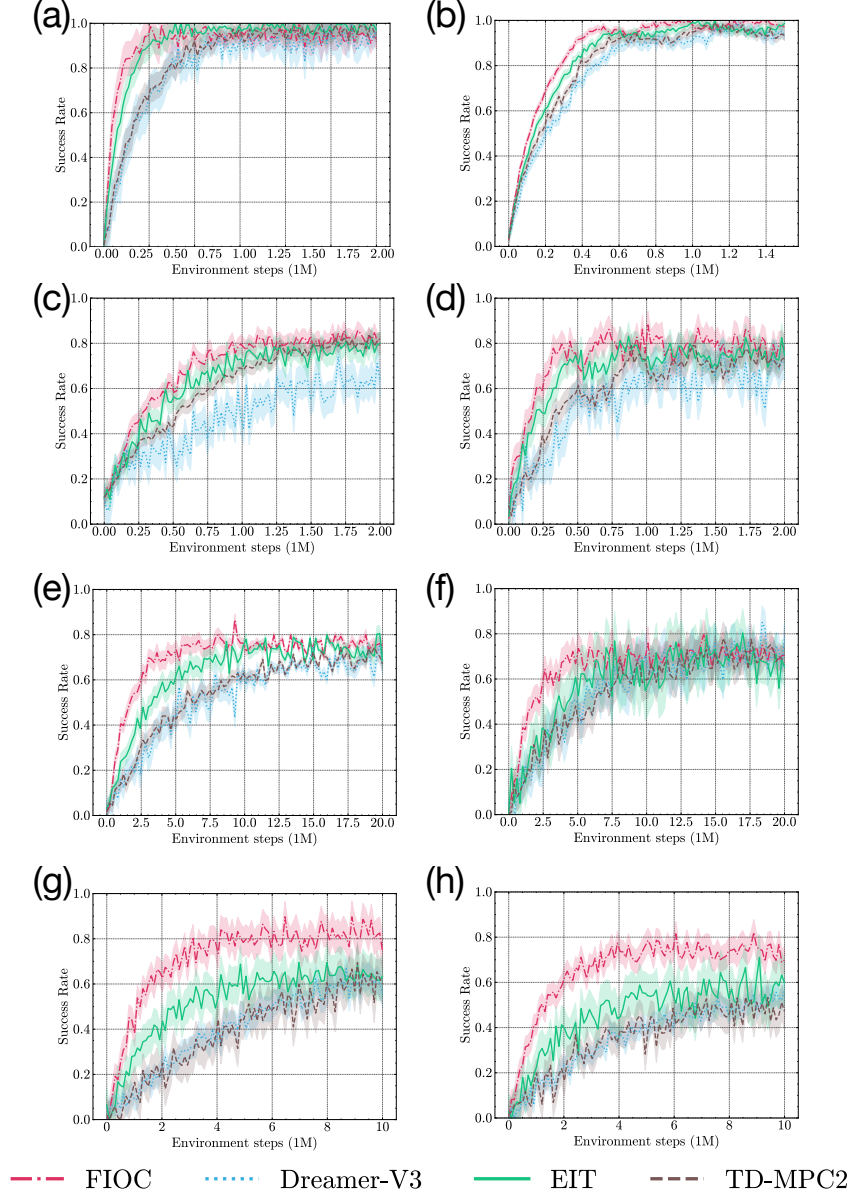 (a)
1.0
0.8
0.6
0.4
0.2
0.0
Success Rate
0.00 0.25 0.50 0.75 1.00 1.25 1.50 1.75 2.00
Environment steps (1M)
(b)
1.0
0.8
0.6
0.4
0.2
0.0
Success Rate
0.0 0.2 0.4 0.6 0.8 1.0 1.2 1.4
Environment steps (1M)
(c)
1.0
0.8
0.6
0.4
0.2
0.0
Success Rate
0.00 0.25 0.50 0.75 1.00 1.25 1.50 1.75 2.00
Environment steps (1M)
(d)
1.0
0.8
0.6
0.4
0.2
0.0
Success Rate
0.00 0.25 0.50 0.75 1.00 1.25 1.50 1.75 2.00
Environment steps (1M)
(e)
1.0
0.8
0.6
0.4
0.2
0.0
Success Rate
0.0 2.5 5.0 7.5 10.0 12.5 15.0 17.5 20.0
Environment steps (1M)
(f)
1.0
0.8
0.6
0.4
0.2
0.0
Success Rate
0.0 2.5 5.0 7.5 10.0 12.5 15.0 17.5 20.0
Environment steps (1M)
(g)
1.0
0.8
0.6
0.4
0.2
0.0
Success Rate
0 2 4 6 8 10
Environment steps (1M)
(h)
1.0
0.8
0.6
0.4
0.2
0.0
Success Rate
0 2 4 6 8 10
Environment steps (1M)
FIOC Dreamer-V3 EIT TD-MPC2